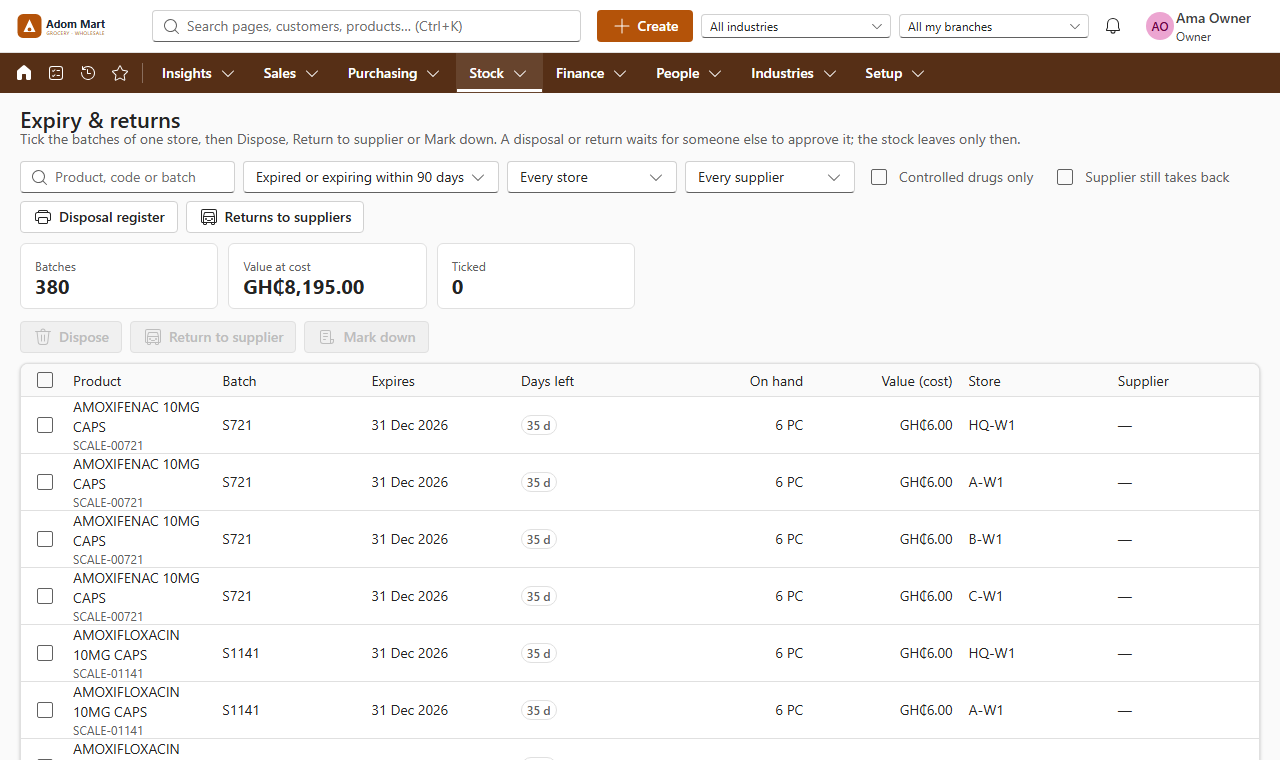 Adom Mart
GROCERY · WHOLESALE
Search pages, customers, products... (Ctrl+K)
Create
All industries
All my branches
AO
Ama Owner
Owner
Insights
Sales
Purchasing
Stock
Finance
People
Industries
Setup
Expiry & returns
Tick the batches of one store, then Dispose, Return to supplier or Mark down. A disposal or return waits for someone else to approve it; the stock leaves only then.
Product, code or batch
Expired or expiring within 90 days
Every store
Every supplier
Controlled drugs only
Supplier still takes back
Disposal register
Returns to suppliers
Batches
380
Value at cost
GH₵8,195.00
Ticked
0
Dispose
Return to supplier
Mark down
Product Batch Expires Days left On hand Value (cost) Store Supplier
AMOXIFENAC 10MG
CAPS
SCALE-00721
S721 31 Dec 2026 35 d 6 PC GH₵6.00 HQ-W1 —
AMOXIFENAC 10MG
CAPS
SCALE-00721
S721 31 Dec 2026 35 d 6 PC GH₵6.00 A-W1 —
AMOXIFENAC 10MG
CAPS
SCALE-00721
S721 31 Dec 2026 35 d 6 PC GH₵6.00 B-W1 —
AMOXIFENAC 10MG
CAPS
SCALE-00721
S721 31 Dec 2026 35 d 6 PC GH₵6.00 C-W1 —
AMOXIFLOXACIN
10MG CAPS
SCALE-01141
S1141 31 Dec 2026 35 d 6 PC GH₵6.00 HQ-W1 —
AMOXIFLOXACIN
10MG CAPS
SCALE-01141
S1141 31 Dec 2026 35 d 6 PC GH₵6.00 A-W1 —
AMOXIFLOXACIN